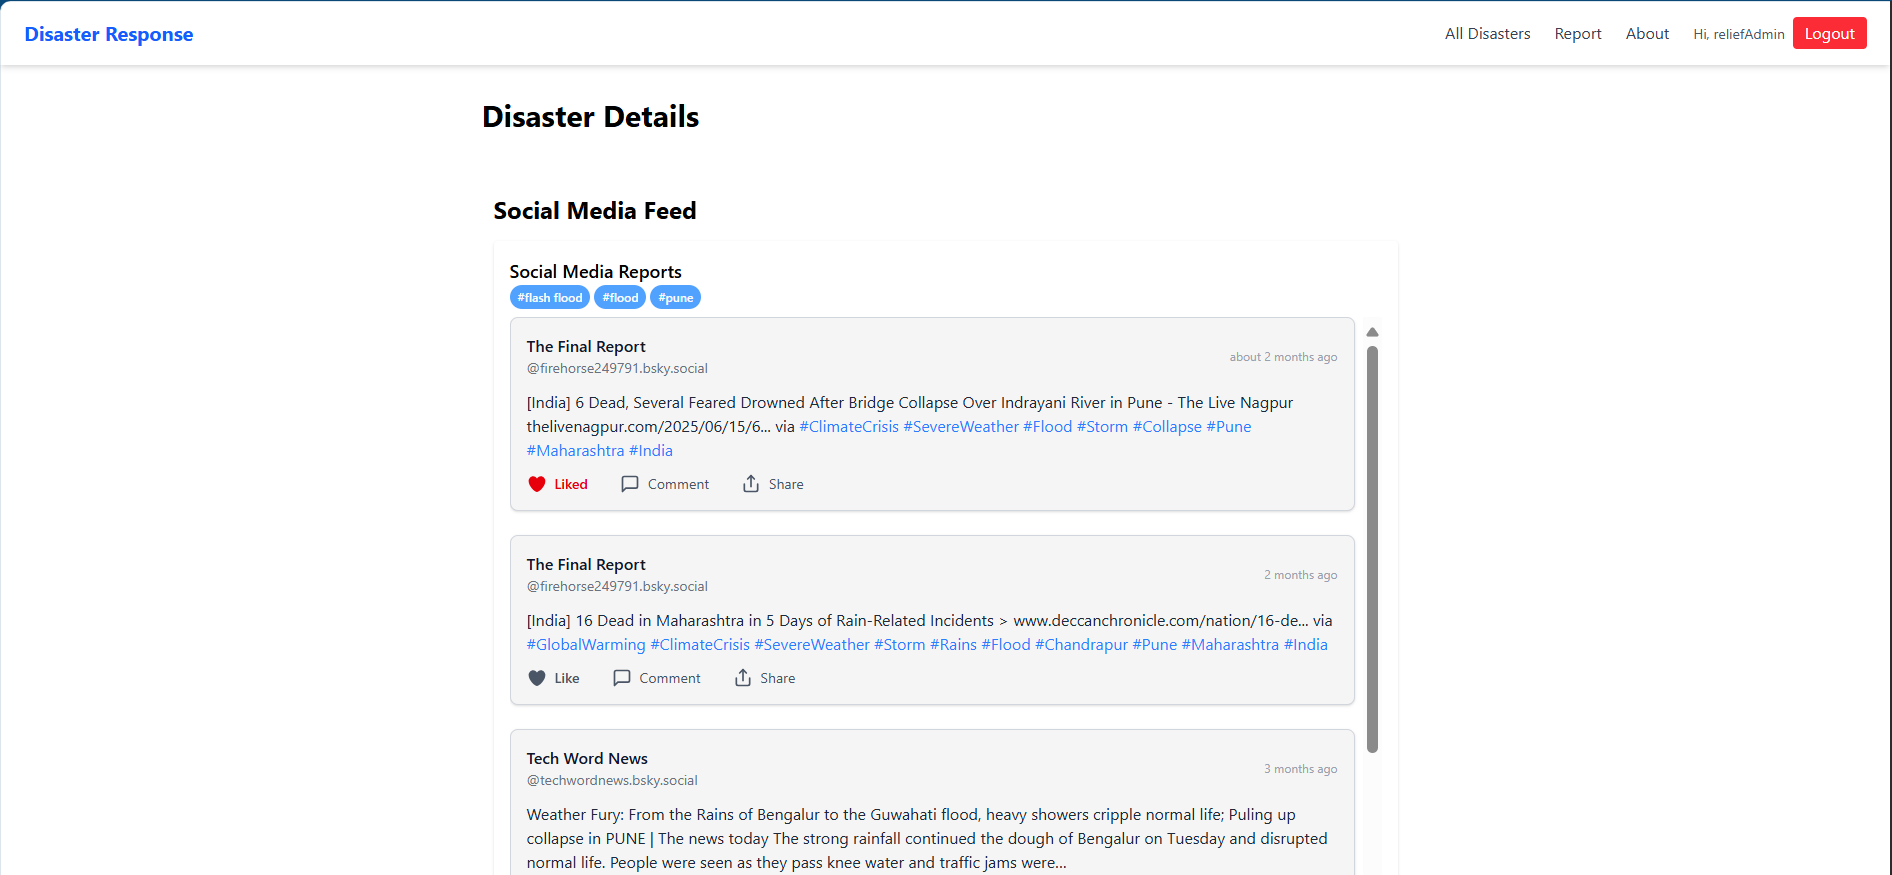 Disaster Response
All Disasters Report About Hi, reliefAdmin Logout
Disaster Details
Social Media Feed
Social Media Reports
#flash flood #flood #pune
The Final Report
@firehorse249791.bsky.social
about 2 months ago
[India] 6 Dead, Several Feared Drowned After Bridge Collapse Over Indrayani River in Pune - The Live Nagpur
thelivenagpur.com/2025/06/15/6... via #ClimateCrisis #SevereWeather #Flood #Storm #Collapse #Pune
#Maharashtra #India
Liked Comment Share
The Final Report
@firehorse249791.bsky.social
2 months ago
[India] 16 Dead in Maharashtra in 5 Days of Rain-Related Incidents > www.deccanchronicle.com/nation/16-de... via
#GlobalWarming #ClimateCrisis #SevereWeather #Storm #Rains #Flood #Chandrapur #Pune #Maharashtra #India
Like Comment Share
Tech Word News
@techwordnews.bsky.social
3 months ago
Weather Fury: From the Rains of Bengalur to the Guwahati flood, heavy showers cripple normal life; Puling up
collapse in PUNE | The news today The strong rainfall continued the dough of Bengalur on Tuesday and disrupted
normal life. People were seen as they pass knee water and traffic jams were...